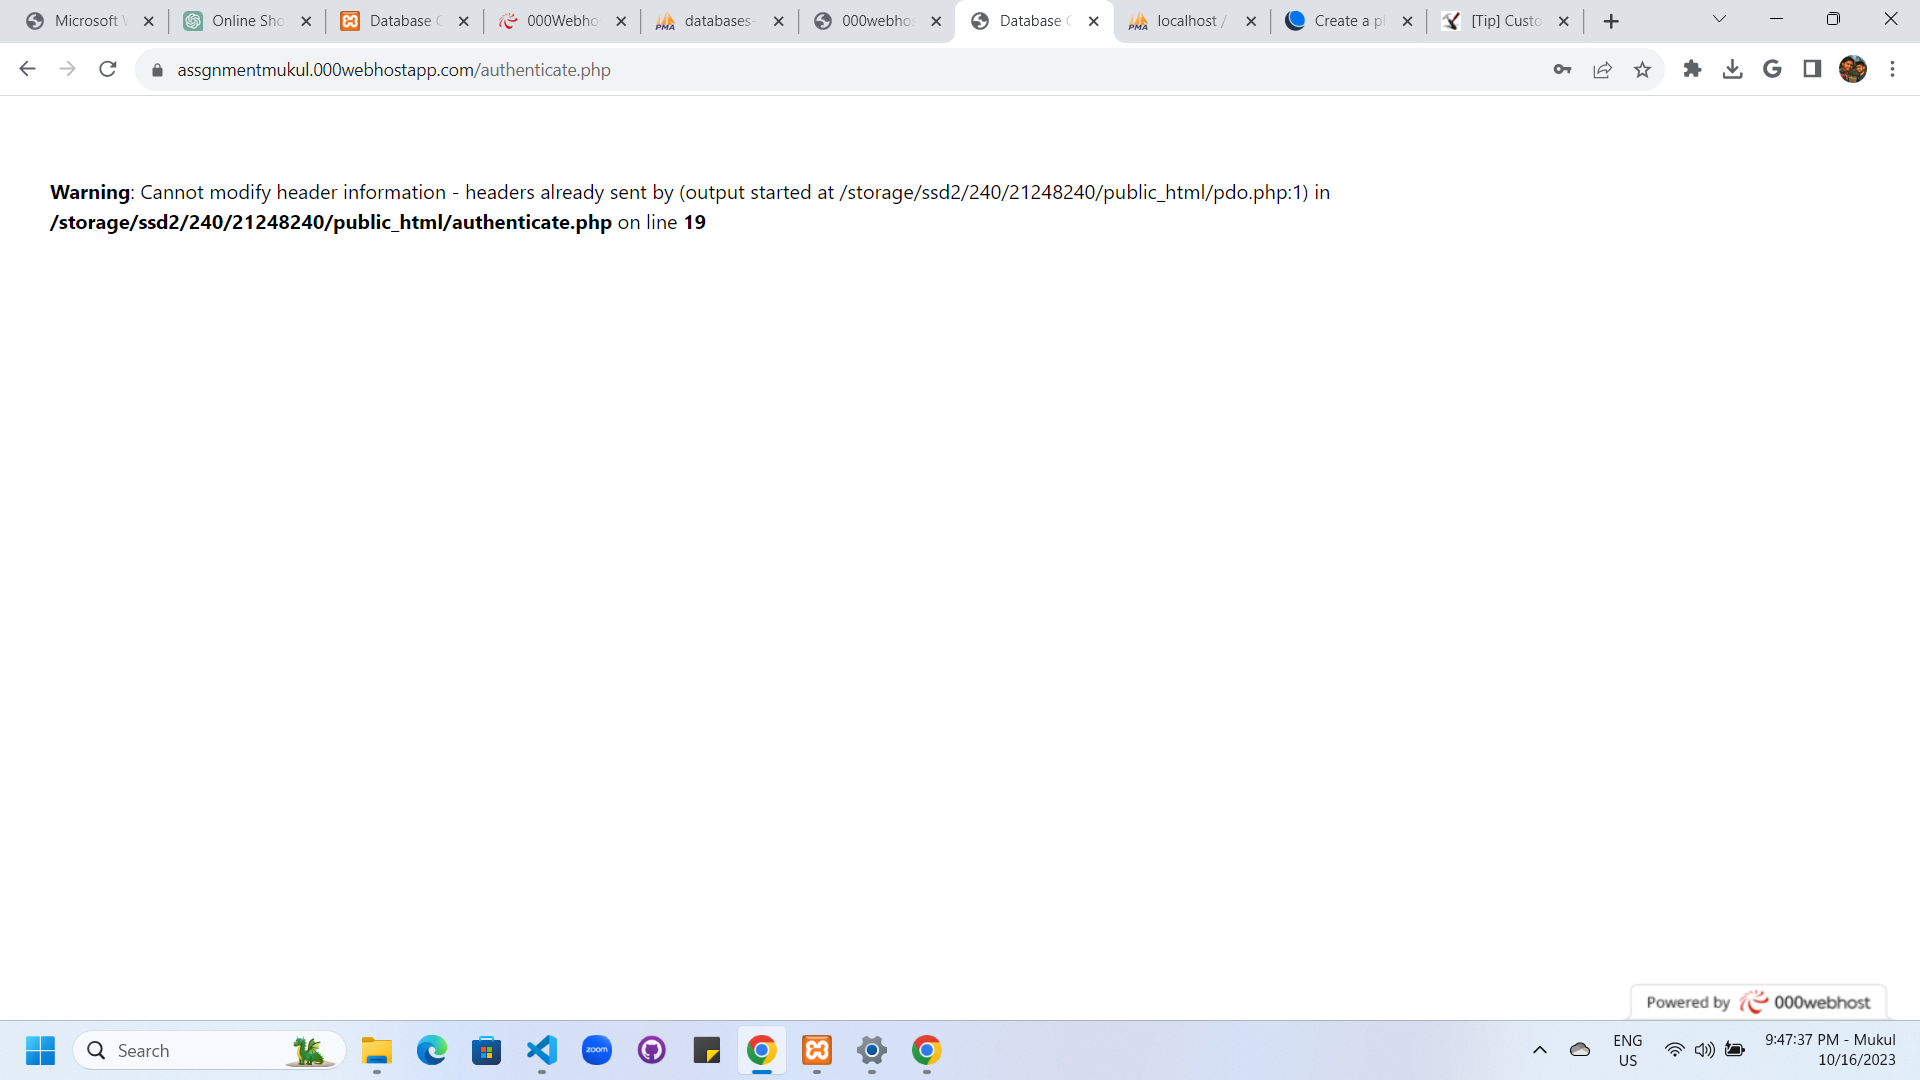 Microsoft
Online Sho
Database
000Webho
databases-
000webho
Database
localhost /
Create a p
[Tip] Custo
assgnmentmukul.000webhostapp.com/authenticate.php
Warning: Cannot modify header information - headers already sent by (output started at /storage/ssd2/240/21248240/public_html/pdo.php:1) in
/storage/ssd2/240/21248240/public_html/authenticate.php on line 19
Powered by 000webhost
Search
zoom
ENG
US
9:47:37 PM - Mukul
10/16/2023